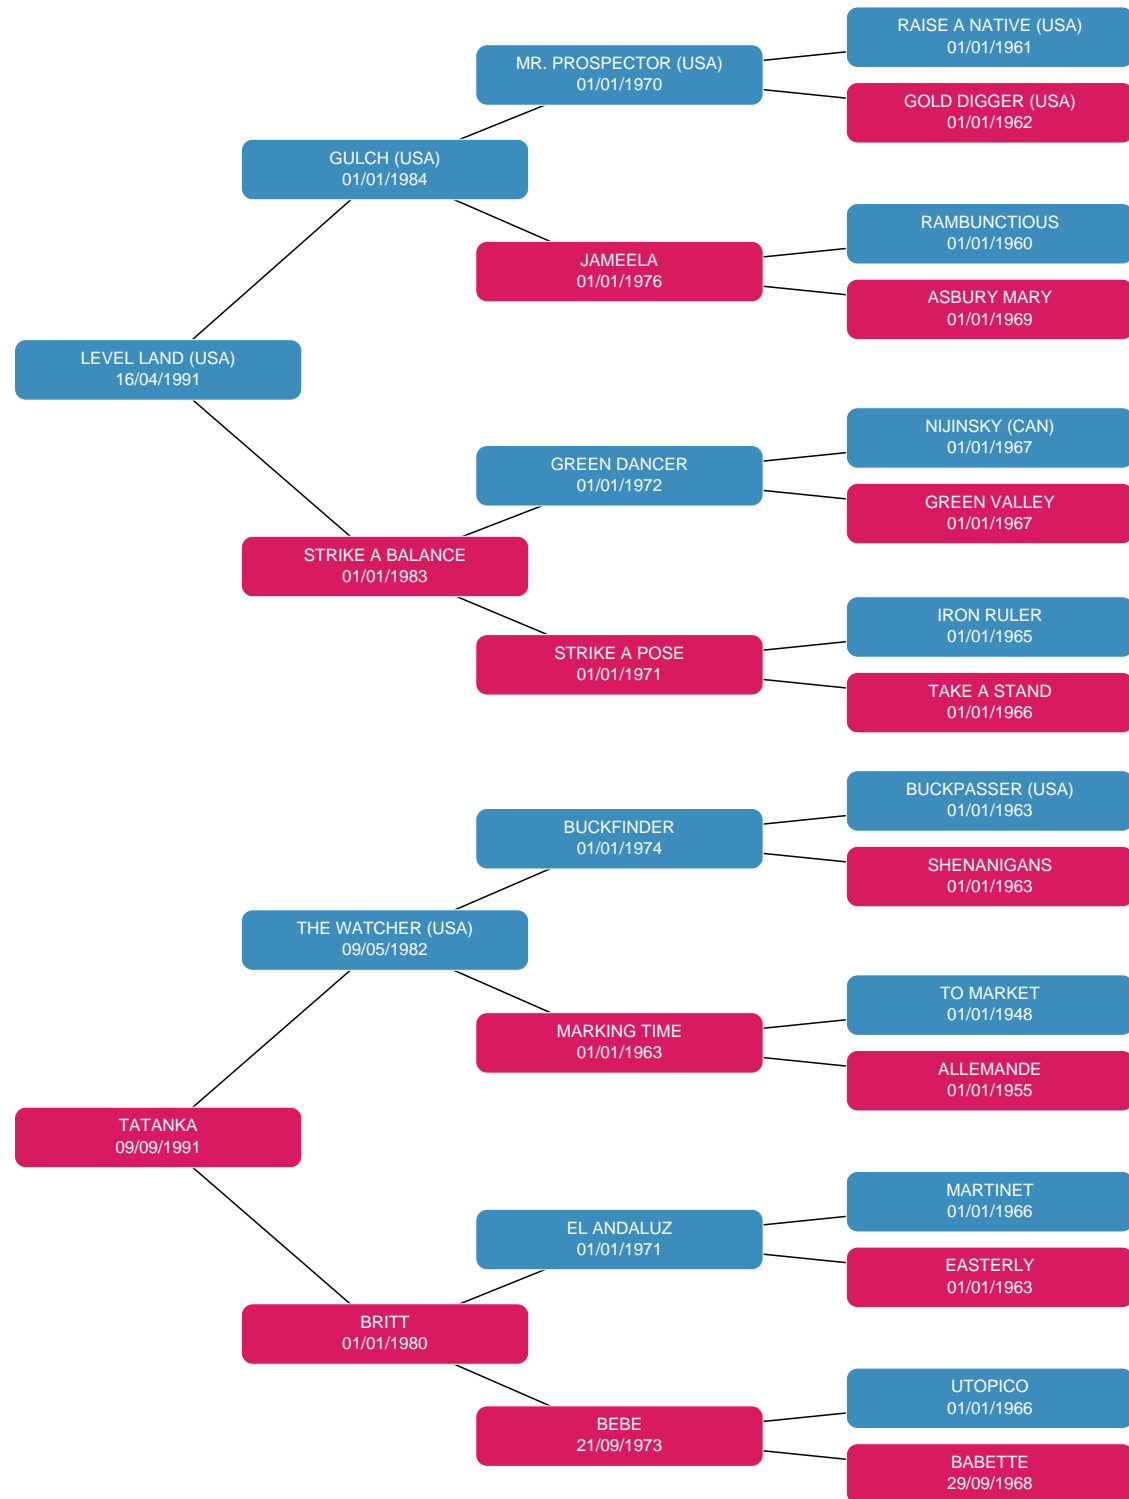 RAISE A NATIVE (USA)
01/01/1961
MR. PROSPECTOR (USA)
01/01/1970
GOLD DIGGER (USA)
01/01/1962
GULCH (USA)
01/01/1984
RAMBUNCTIOUS
01/01/1960
JAMEELA
01/01/1976
ASBURY MARY
01/01/1969
LEVEL LAND (USA)
16/04/1991
NIJINSKY (CAN)
01/01/1967
GREEN DANCER
01/01/1972
GREEN VALLEY
01/01/1967
STRIKE A BALANCE
01/01/1983
IRON RULER
01/01/1965
STRIKE A POSE
01/01/1971
TAKE A STAND
01/01/1966
BUCKPASSER (USA)
01/01/1963
BUCKFINDER
01/01/1974
SHENANIGANS
01/01/1963
THE WATCHER (USA)
09/05/1982
TO MARKET
01/01/1948
MARKING TIME
01/01/1963
ALLEMANDE
01/01/1955
TATANKA
09/09/1991
MARTINET
01/01/1966
EL ANDALUZ
01/01/1971
EASTERLY
01/01/1963
BRITT
01/01/1980
UTOPICO
01/01/1966
BEBE
21/09/1973
BABETTE
29/09/1968